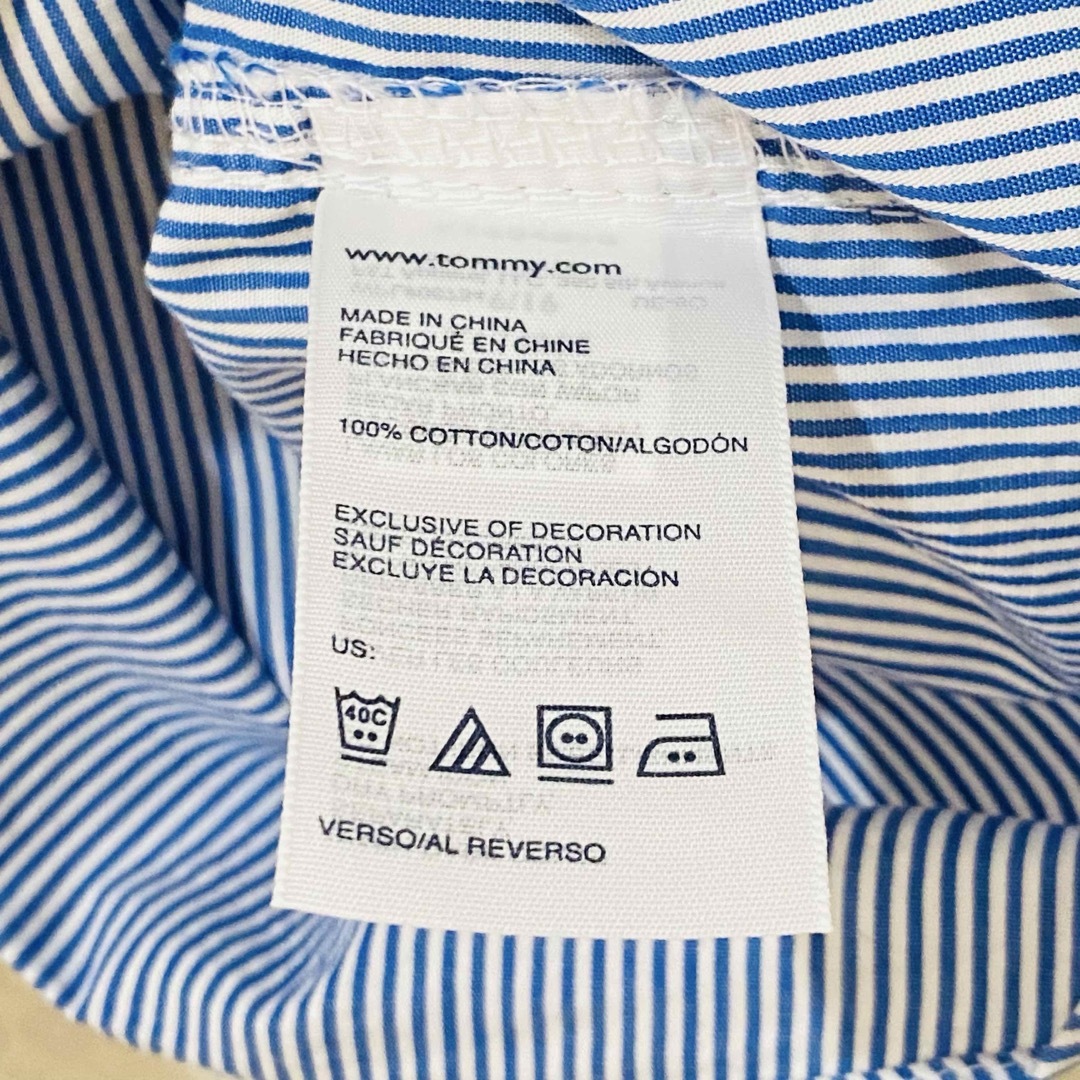 www.tommy.com
MADE IN CHINA
FABRIQUÉ EN CHINE
HECHO EN CHINA
100% COTTON/COTON/ALGODÓN
EXCLUSIVE OF DECORATION
SAUF DÉCORATION
EXCLUYE LA DECORACIÓN
US:
40C
VERSO/AL REVERSO